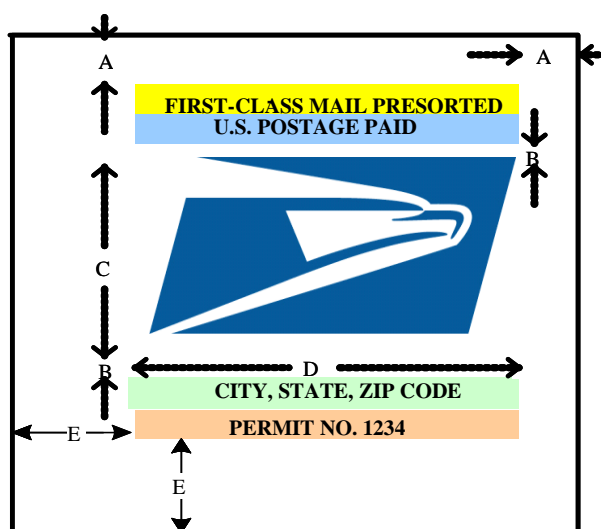 A
A
FIRST-CLASS MAIL PRESORTED
U.S. POSTAGE PAID
B
C
D
B
CITY, STATE, ZIP CODE
PERMIT NO. 1234
E
E